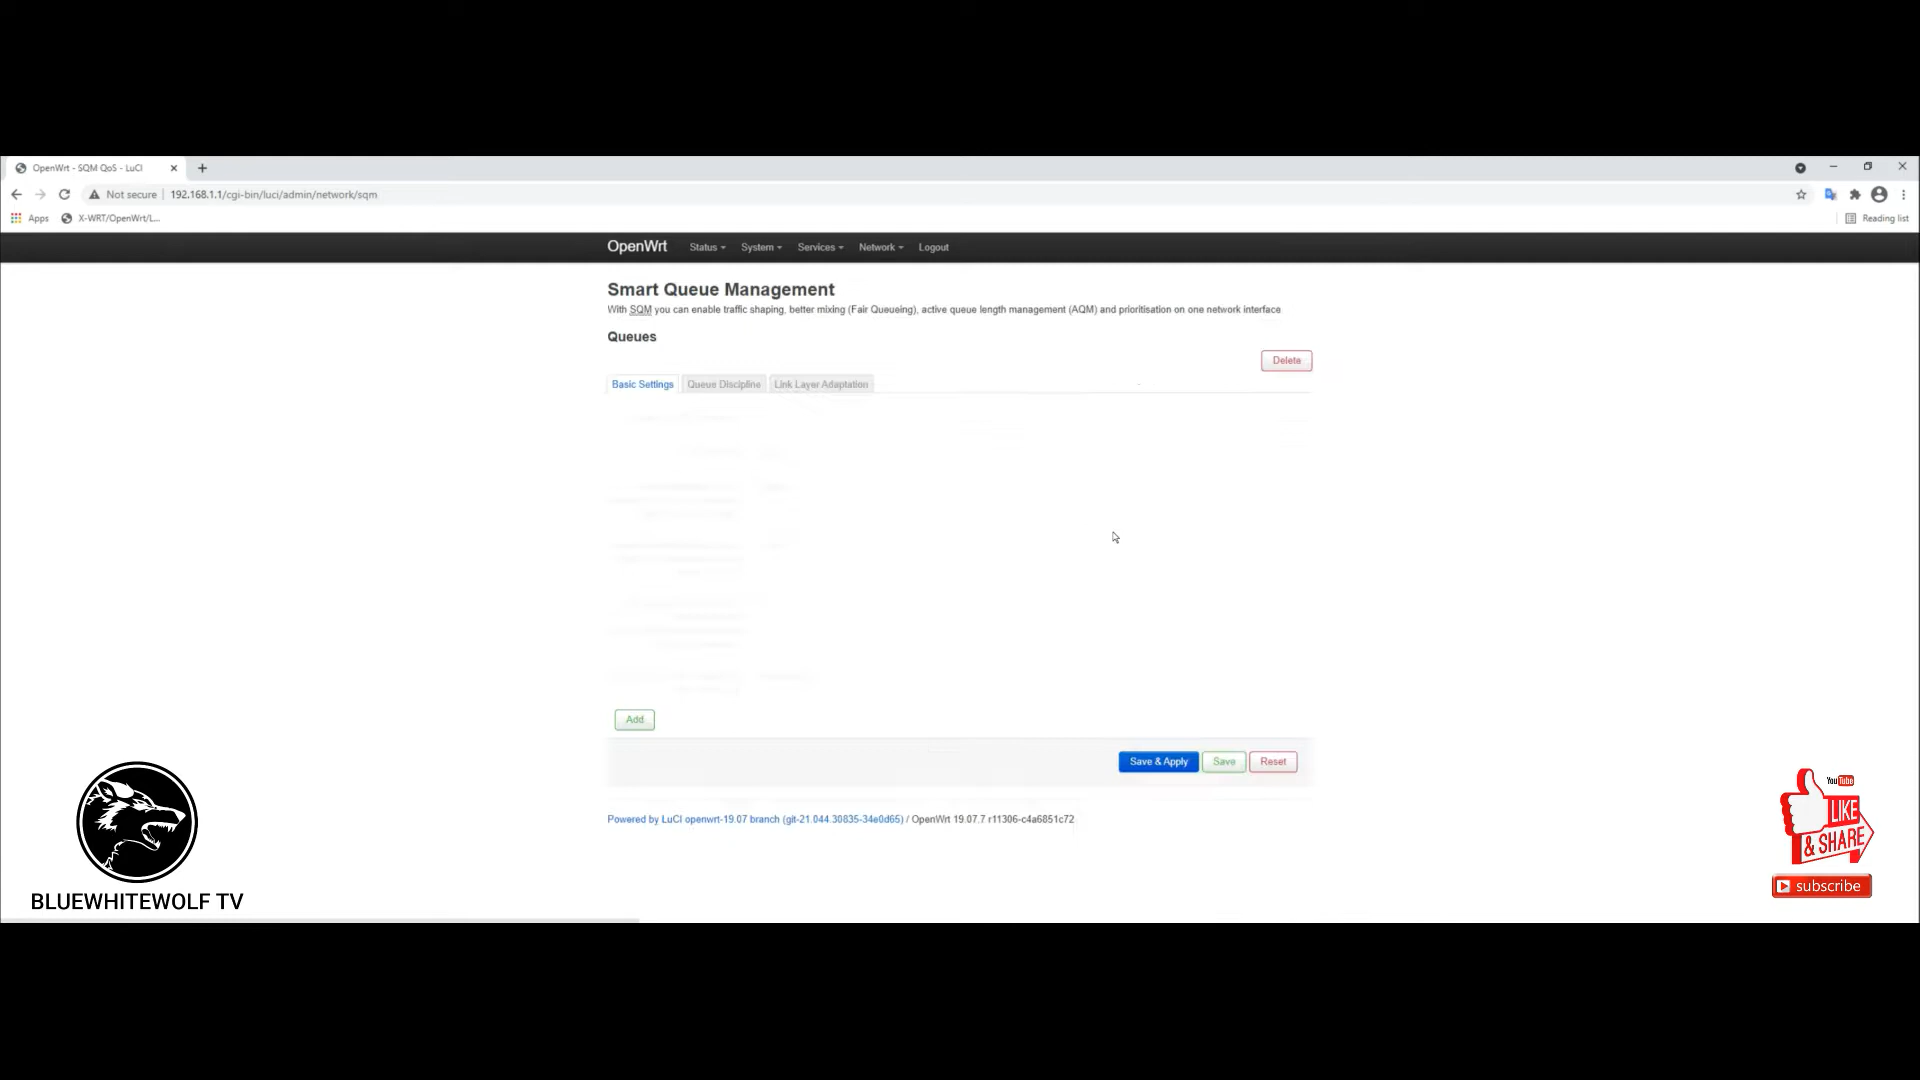 OpenWrt - SQM QoS - LuCI
Not secure | 192.168.1.1/cgi-bin/luci/admin/network/sqm
Apps X-WRT/OpenWrt/L... Reading list
OpenWrt Status System Services Network Logout
Smart Queue Management
With SQM you can enable traffic shaping, better mixing (Fair Queueing), active queue length management (AQM) and prioritisation on one network interface.
Queues
Delete
Basic Settings Queue Discipline Link Layer Adaptation
Add
Save & Apply Save Reset
Powered by LuCI openwrt-19.07 branch (git-21.044.30835-34e0d65) / OpenWrt 19.07.7 r11306-c4a6851c72
BLUEWHITEWOLF TV
YouTube
LIKE
& SHARE
subscribe